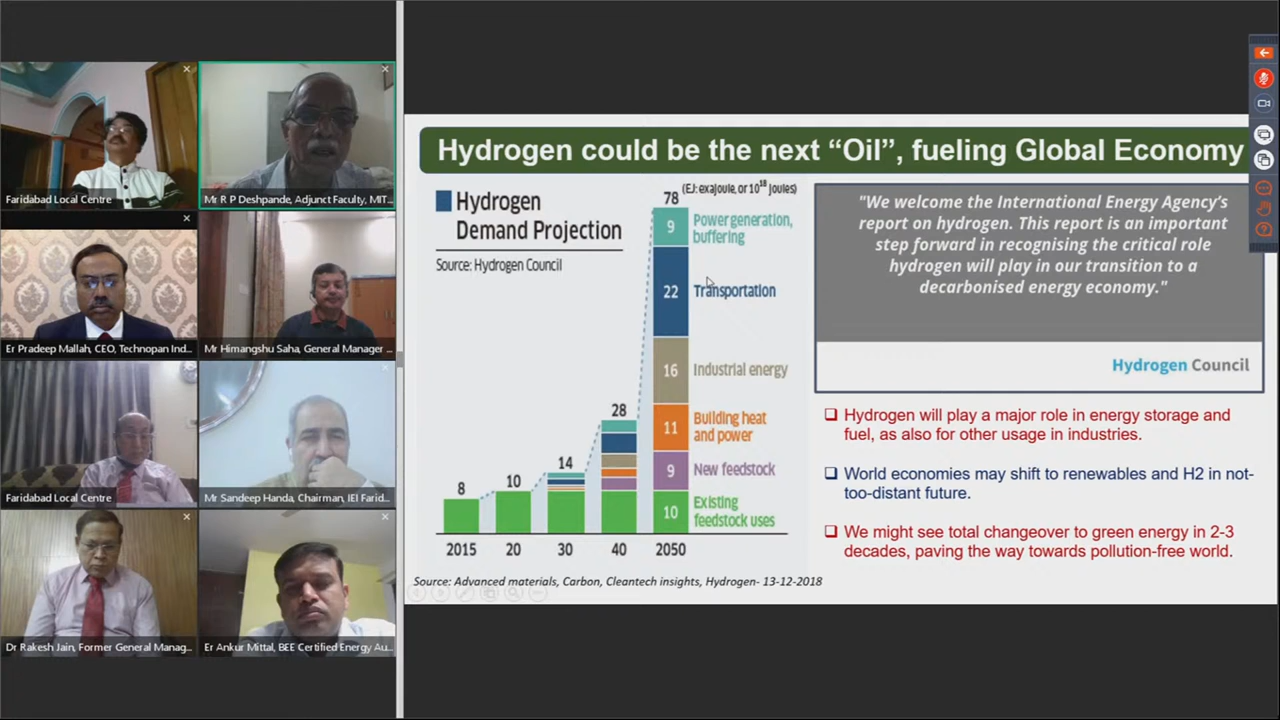 Faridabad Local Centre
Mr R P Deshpande, Adjunct Faculty, MIT...
Er Pradeep Mallah, CEO, Technopan Ind...
Mr Himangshu Saha, General Manager ...
Faridabad Local Centre
Mr Sandeep Handa, Chairman, IEI Farid...
Dr Rakesh Jain, Former General Manag...
Er Ankur Mittal, BEE Certified Energy Au...
Hydrogen could be the next “Oil”, fueling Global Economy
Hydrogen
Demand Projection
Source: Hydrogen Council
(EJ: exajoule, or 10¹⁸ joules)
78
9
Power generation,
buffering
22
Transportation
16
Industrial energy
11
Building heat
and power
9
New feedstock
10
Existing
feedstock uses
8
10
14
28
2015
20
30
40
2050
Source: Advanced materials, Carbon, Cleantech insights, Hydrogen- 13-12-2018
"We welcome the International Energy Agency's
report on hydrogen. This report is an important
step forward in recognising the critical role
hydrogen will play in our transition to a
decarbonised energy economy."
Hydrogen Council
Hydrogen will play a major role in energy storage and
fuel, as also for other usage in industries.
World economies may shift to renewables and H2 in not-
too-distant future.
We might see total changeover to green energy in 2-3
decades, paving the way towards pollution-free world.